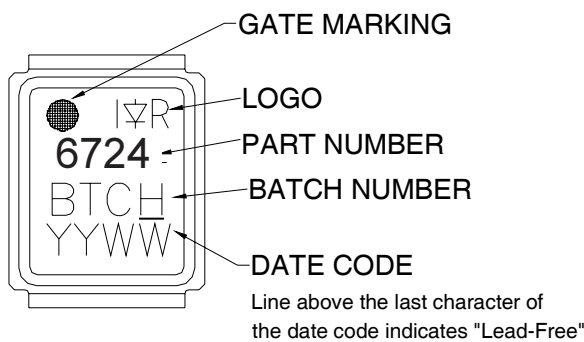 GATE MARKING
I R
LOGO
6724
PART NUMBER
BTCH
BATCH NUMBER
YYWW
DATE CODE
Line above the last character of
the date code indicates "Lead-Free"